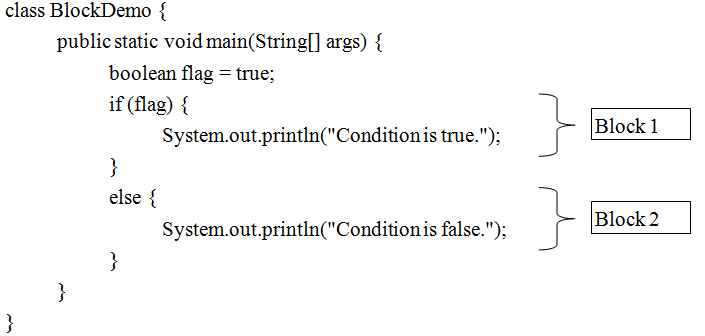 class BlockDemo {
public static void main(String[] args) {
boolean flag = true;
if (flag) {
System.out.println("Condition is true.");
}
else {
System.out.println("Condition is false.");
}
}
}
Block 1
Block 2